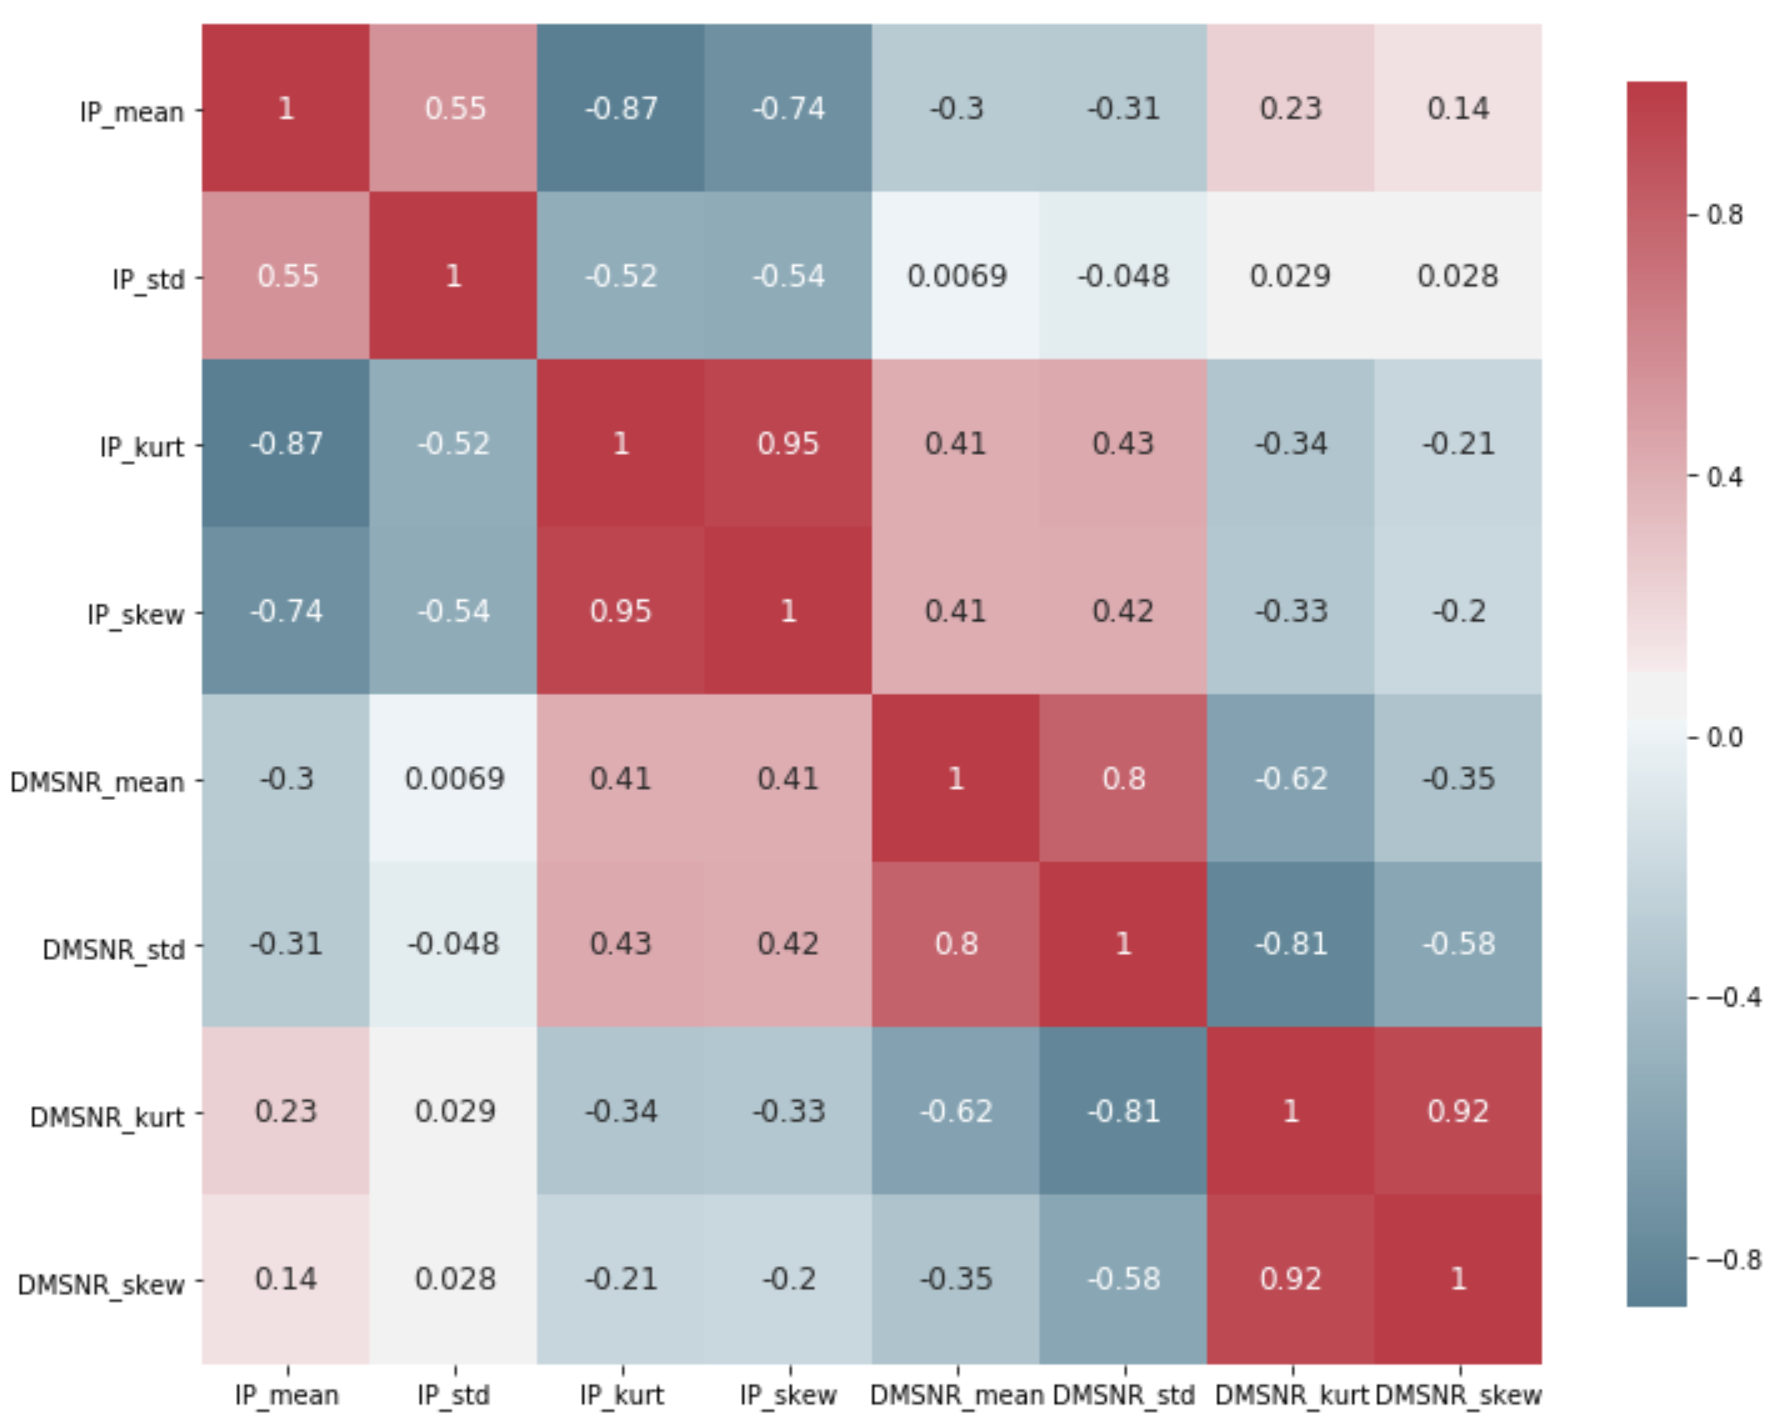 IP_mean 1 0.55 -0.87 -0.74 -0.3 -0.31 0.23 0.14
IP_std 0.55 1 -0.52 -0.54 0.0069 -0.048 0.029 0.028
IP_kurt -0.87 -0.52 1 0.95 0.41 0.43 -0.34 -0.21
IP_skew -0.74 -0.54 0.95 1 0.41 0.42 -0.33 -0.2
DMSNR_mean -0.3 0.0069 0.41 0.41 1 0.8 -0.62 -0.35
DMSNR_std -0.31 -0.048 0.43 0.42 0.8 1 -0.81 -0.58
DMSNR_kurt 0.23 0.029 -0.34 -0.33 -0.62 -0.81 1 0.92
DMSNR_skew 0.14 0.028 -0.21 -0.2 -0.35 -0.58 0.92 1
IP_mean IP_std IP_kurt IP_skew DMSNR_mean DMSNR_std DMSNR_kurt DMSNR_skew
0.8
0.4
0.0
−0.4
−0.8